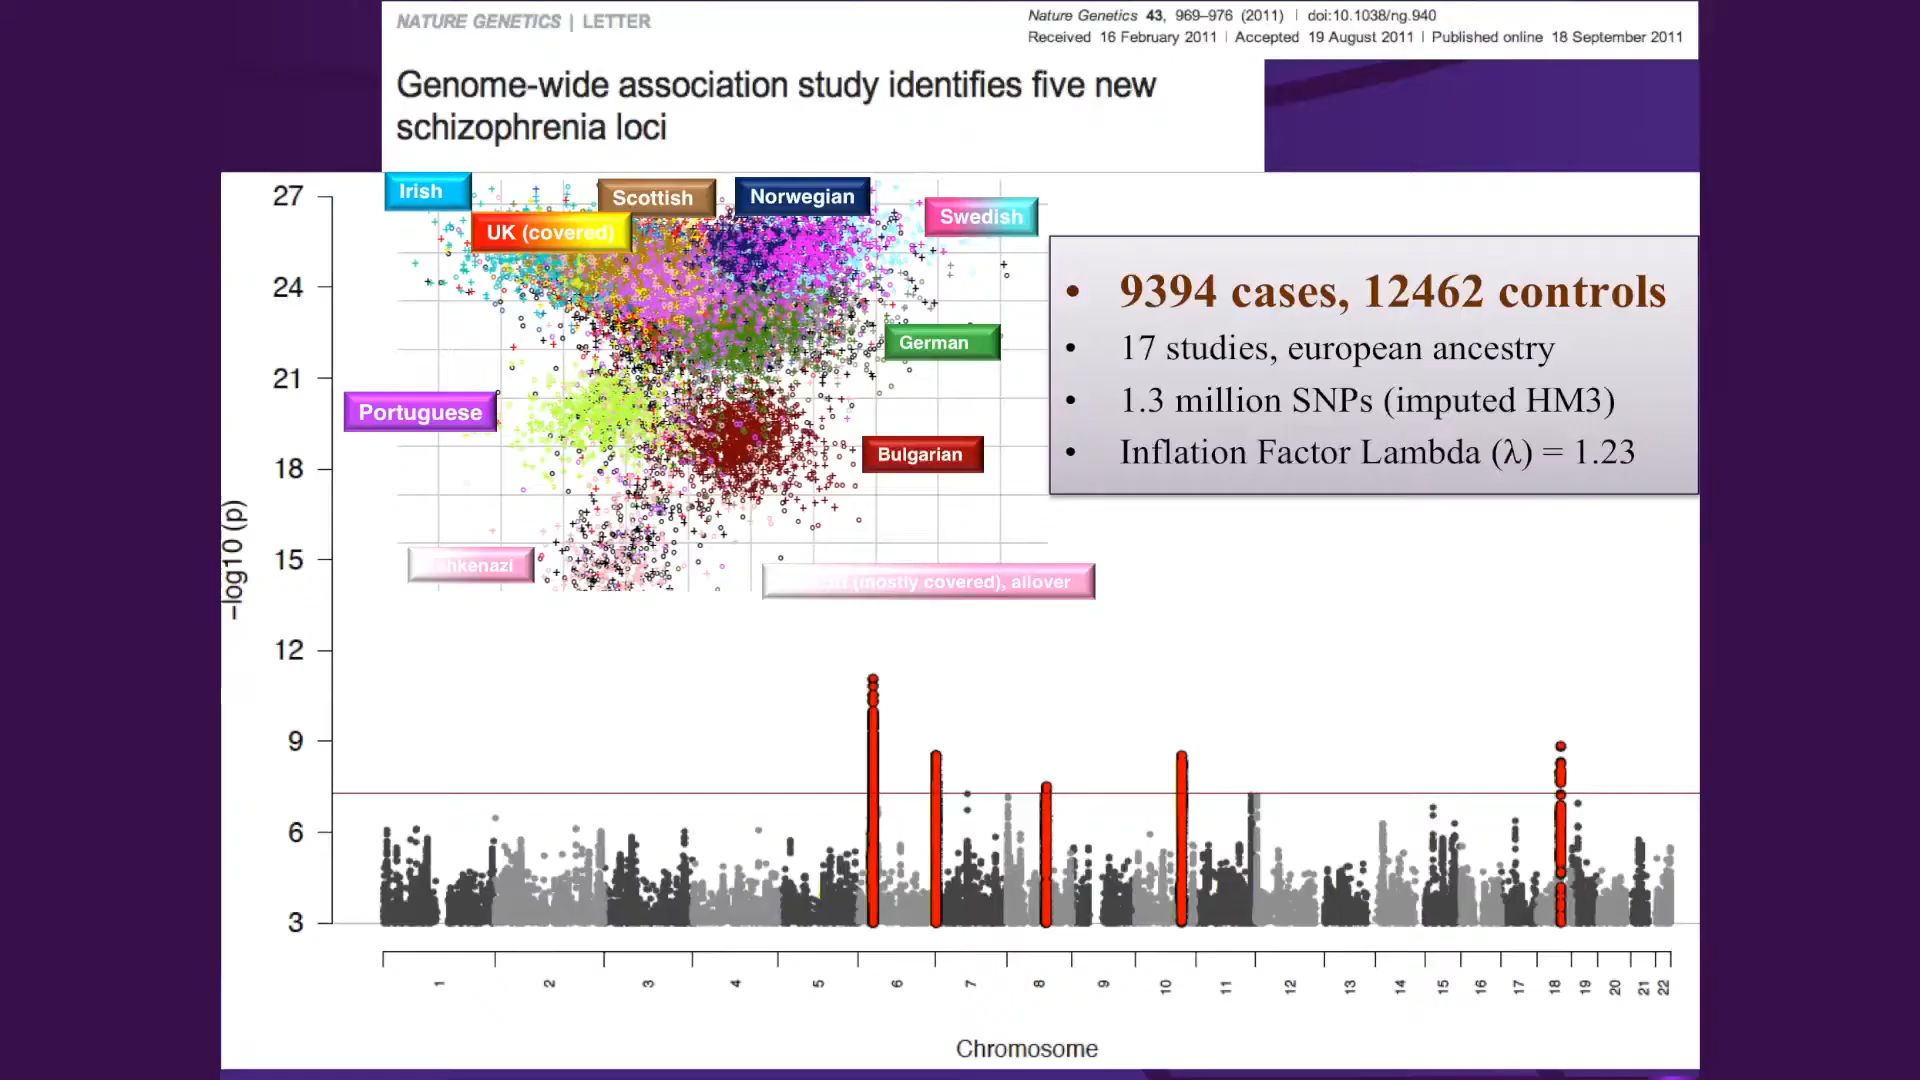 NATURE GENETICS | LETTER
Nature Genetics 43, 969–976 (2011) | doi:10.1038/ng.940
Received 16 February 2011 | Accepted 19 August 2011 | Published online 18 September 2011
Genome-wide association study identifies five new
schizophrenia loci
Irish
Scottish
Norwegian
Swedish
UK (covered)
German
Portuguese
Bulgarian
(mostly covered), allover
• 9394 cases, 12462 controls
• 17 studies, european ancestry
• 1.3 million SNPs (imputed HM3)
• Inflation Factor Lambda (λ) = 1.23
27
24
21
18
15
12
9
6
3
−log10 (p)
1 2 3 4 5 6 7 8 9 10 11 12 13 14 15 16 17 18 19 20 21 22
Chromosome